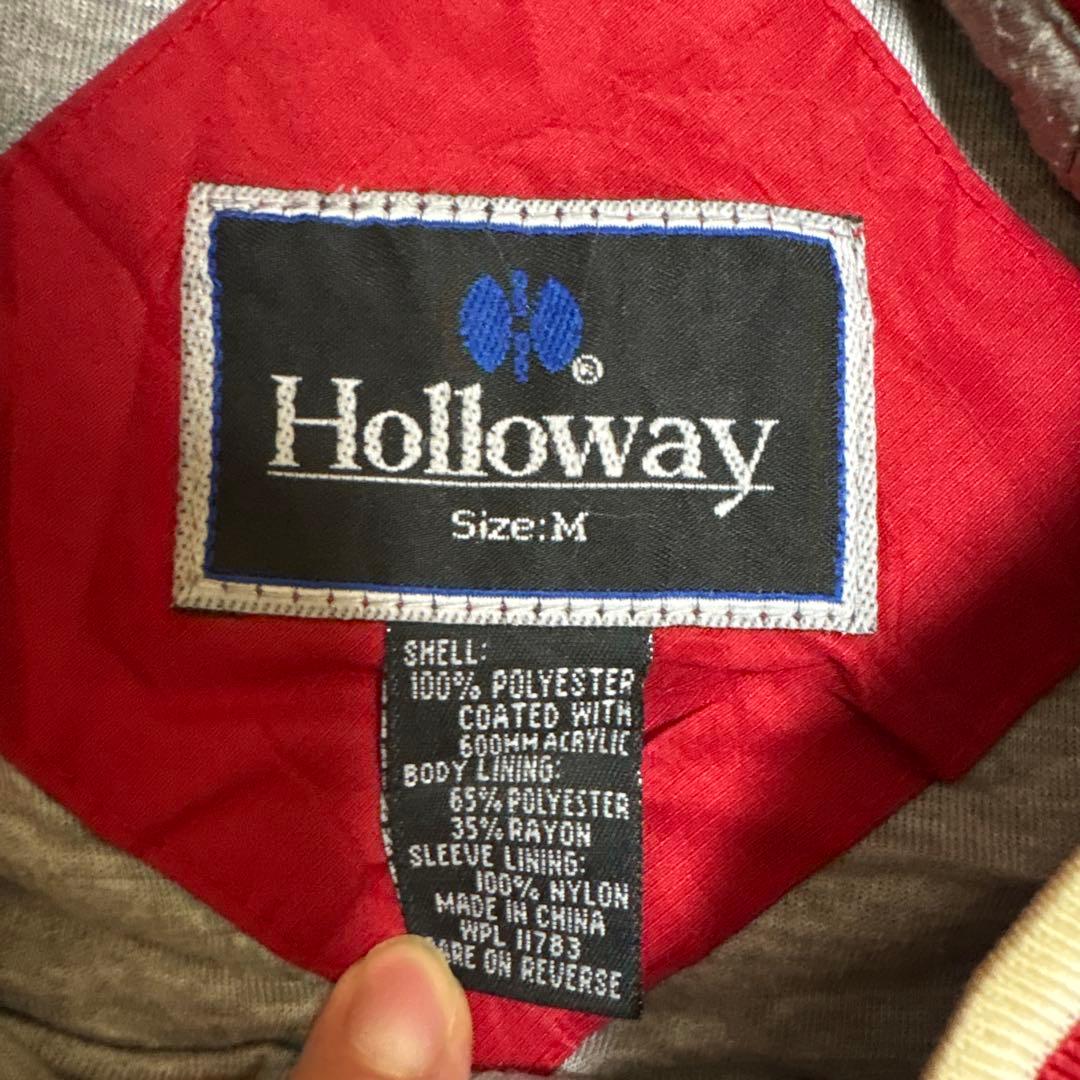 ®
Holloway
Size:M
SHELL:
100% POLYESTER
COATED WITH
600MM ACRYLIC
BODY LINING:
65% POLYESTER
35% RAYON
SLEEVE LINING:
100% NYLON
MADE IN CHINA
WPL 11783
ON REVERSE